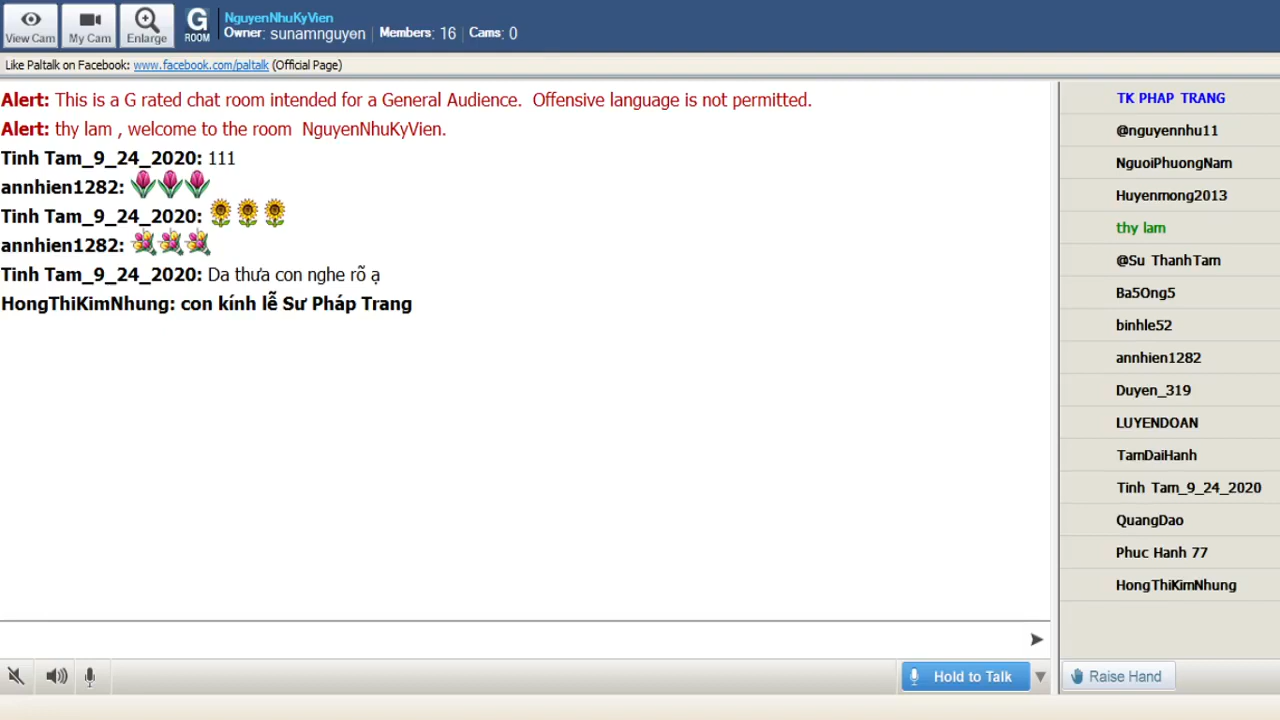 View Cam
My Cam
Enlarge
G
ROOM
NguyenNhuKyVien
Owner: sunamnguyen | Members: 16 | Cams: 0
Like Paltalk on Facebook: www.facebook.com/paltalk (Official Page)
Alert: This is a G rated chat room intended for a General Audience. Offensive language is not permitted.
Alert: thy lam , welcome to the room NguyenNhuKyVien.
Tinh Tam_9_24_2020: 111
annhien1282:
Tinh Tam_9_24_2020:
annhien1282:
Tinh Tam_9_24_2020: Da thưa con nghe rõ ạ
HongThiKimNhung: con kính lễ Sư Pháp Trang
TK PHAP TRANG
@nguyennhu11
NguoiPhuongNam
Huyenmong2013
thy lam
@Su ThanhTam
Ba5Ong5
binhle52
annhien1282
Duyen_319
LUYENDOAN
TamDaiHanh
Tinh Tam_9_24_2020
QuangDao
Phuc Hanh 77
HongThiKimNhung
Hold to Talk
Raise Hand